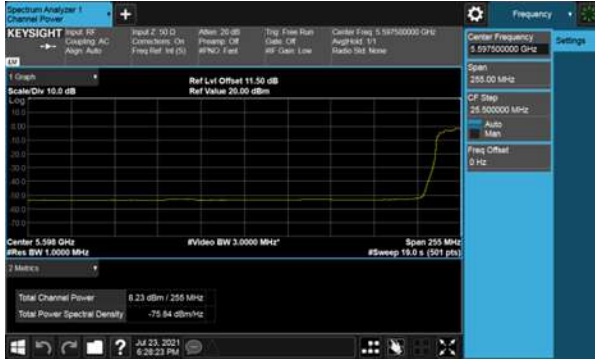 Spectrum Analyzer 1
Channel Power
+
Frequency
KEYSIGHT
Input: RF
Coupling: AC
Align: Auto
Input Z: 50 Ω
Corrections: On
Freq Ref: Int (S)
Atten: 20 dB
Preamp: Off
#PNO: Fast
Trig: Free Run
Gate: Off
#IF Gain: Low
Center Freq: 5.597500000 GHz
Avg|Hold: 1/1
Radio Std: None
Center Frequency
5.597500000 GHz
Settings
Span
255.00 MHz
CF Step
25.500000 MHz
Auto
Man
Freq Offset
0 Hz
1 Graph
Scale/Div 10.0 dB
Ref Lvl Offset 11.50 dB
Ref Value 20.00 dBm
Log
10.0
0.00
-10.0
-20.0
-30.0
-40.0
-50.0
-60.0
-70.0
Center 5.598 GHz
#Res BW 1.0000 MHz
#Video BW 3.0000 MHz*
Span 255 MHz
#Sweep 19.0 s (501 pts)
2 Metrics
Total Channel Power
8.23 dBm / 255 MHz
Total Power Spectral Density
-75.84 dBm/Hz
?
Jul 23, 2021
6:28:23 PM